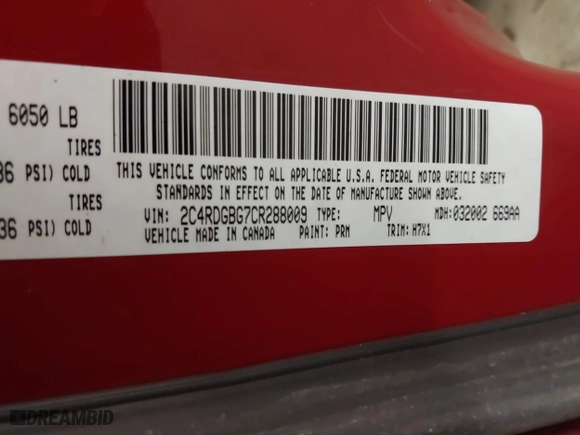 6050 LB
TIRES
36 PSI) COLD
TIRES
36 PSI) COLD
THIS VEHICLE CONFORMS TO ALL APPLICABLE U.S.A. FEDERAL MOTOR VEHICLE SAFETY
STANDARDS IN EFFECT ON THE DATE OF MANUFACTURE SHOWN ABOVE.
VIN: 2C4RDGBG7CR288009 TYPE: MPV MDH:032002 669AA
VEHICLE MADE IN CANADA PAINT: PRM TRIM: H7X1
DREAMBID